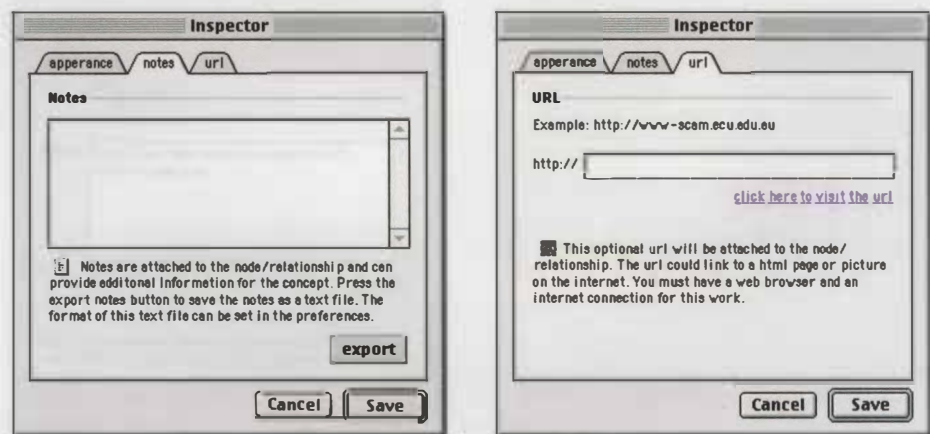 Inspector
apperance notes url
Notes
Notes are attached to the node/relationship and can
provide additonal Information for the concept. Press the
export notes button to save the notes as a text file. The
format of this text file can be set in the preferences.
export
Cancel Save
Inspector
apperance notes url
URL
Example: http://www-scam.ecu.edu.au
http://
click here to visit the url
This optional url will be attached to the node/
relationship. The url could link to a html page or picture
on the internet. You must have a web browser and an
internet connection for this work.
Cancel Save